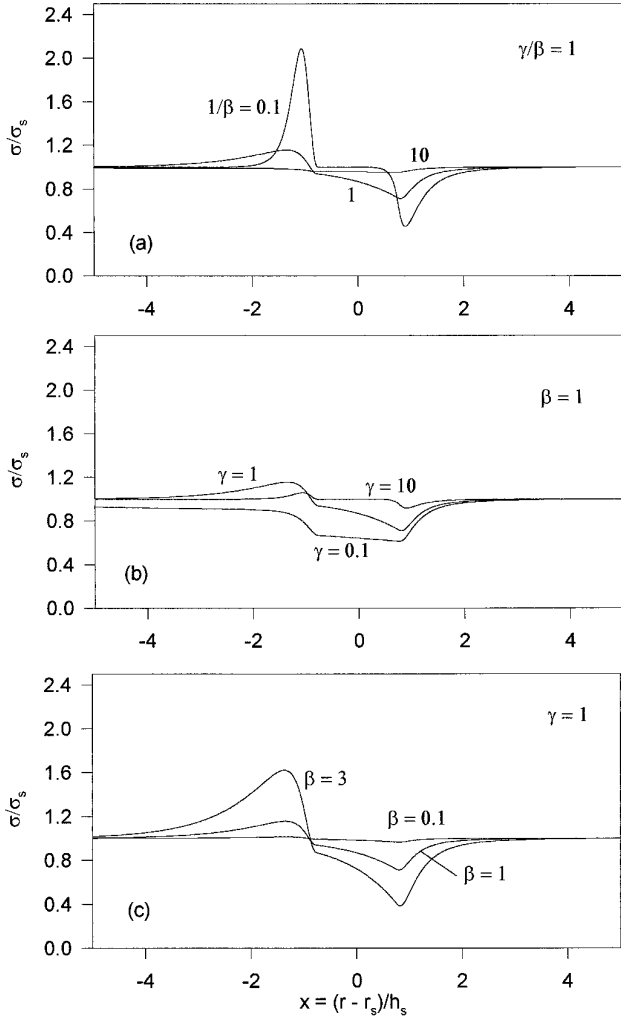 2.4
γ/β = 1
2.0
1.6
1/β = 0.1
σ/σₛ
10
1.2
0.8
1
0.4
(a)
0.0
-4 -2 0 2 4
2.4
2.0
β = 1
1.6
σ/σₛ
γ = 1
γ = 10
1.2
0.8
γ = 0.1
0.4
(b)
0.0
-4 -2 0 2 4
2.4
γ = 1
2.0
1.6
β = 3
σ/σₛ
β = 0.1
1.2
0.8
β = 1
0.4
(c)
0.0
-4 -2 0 2 4
x = (r - rₛ)/hₛ